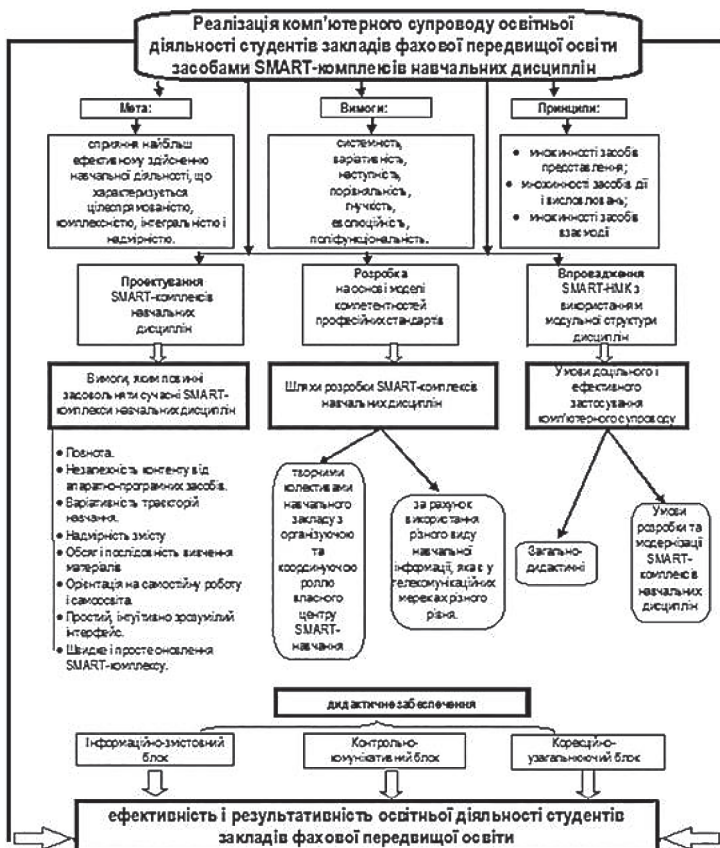 Реалізація комп'ютерного супроводу освітньої
діяльності студентів закладів фахової передвищої освіти
засобами SMART-комплексів навчальних дисциплін
Мета:
Вимоги:
Принципи:
сприяння найбільш
ефективному здійсненню
навчальної діяльності, що
характеризується
цілеспрямованістю,
комплексністю, інтегральністю і
надмірністю.
системність,
варіативність,
наступність,
порівняльність,
гнучкість,
еволюційність,
поліфункціональність.
• множинності засобів
представлення;
• множинності засобів дії
і висловлювань;
• множинності засобів
взаємодії
Проектування
SMART-комплексів
навчальних
дисциплін
Розробка
на основі моделі
компетентностей
професійних стандартів
Впровадження
SMART-НМК з
використанням
модульної структури
дисциплін
Вимоги, яким повинні
задовольняти сучасні SMART-
комплекси навчальних дисциплін
Шляхи розробки SMART-комплексів
навчальних дисциплін
Умови доцільного і
ефективного
застосування
комп'ютерного супроводу
• Повнота.
• Незалежність контенту від
апаратно-програмних засобів.
• Варіативність траєкторій
навчання.
• Надмірність змісту
• Обсяг і послідовність вивчення
матеріалів.
• Орієнтація на самостійну роботу
і самоосвіта.
• Простий, інтуїтивно зрозумілий
інтерфейс.
• Швидке і просте оновлення
SMART-комплексу.
творчими
колективами
навчального
закладу з
організуючою
та
координуючою
роллю
власного
центру
SMART-
навчання
за рахунок
використання
різного виду
навчальної
інформації, яка є у
телекомунікаційних
мережах різного
рівня.
Загально-
дидактичні
Умови
розробки та
модернізації
SMART-
комплексів
навчальних
дисциплін
дидактичне забезпечення
Інформаційно-змістовний
блок
Контрольно-
комунікативний блок
Корекційно-
узагальнюючий блок
ефективність і результативність освітньої діяльності студентів
закладів фахової передвищої освіти